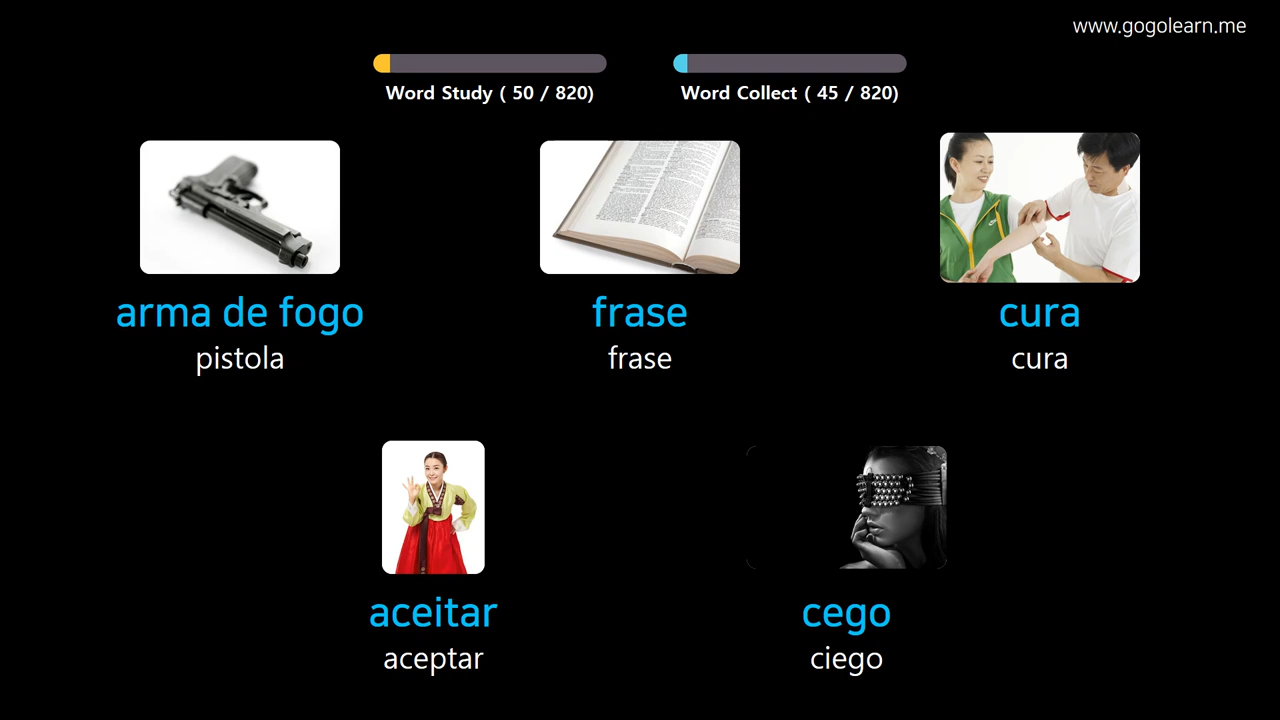 www.gogolearn.me
Word Study ( 50 / 820)
Word Collect ( 45 / 820)
arma de fogo
pistola
frase
frase
cura
cura
aceitar
aceptar
cego
ciego